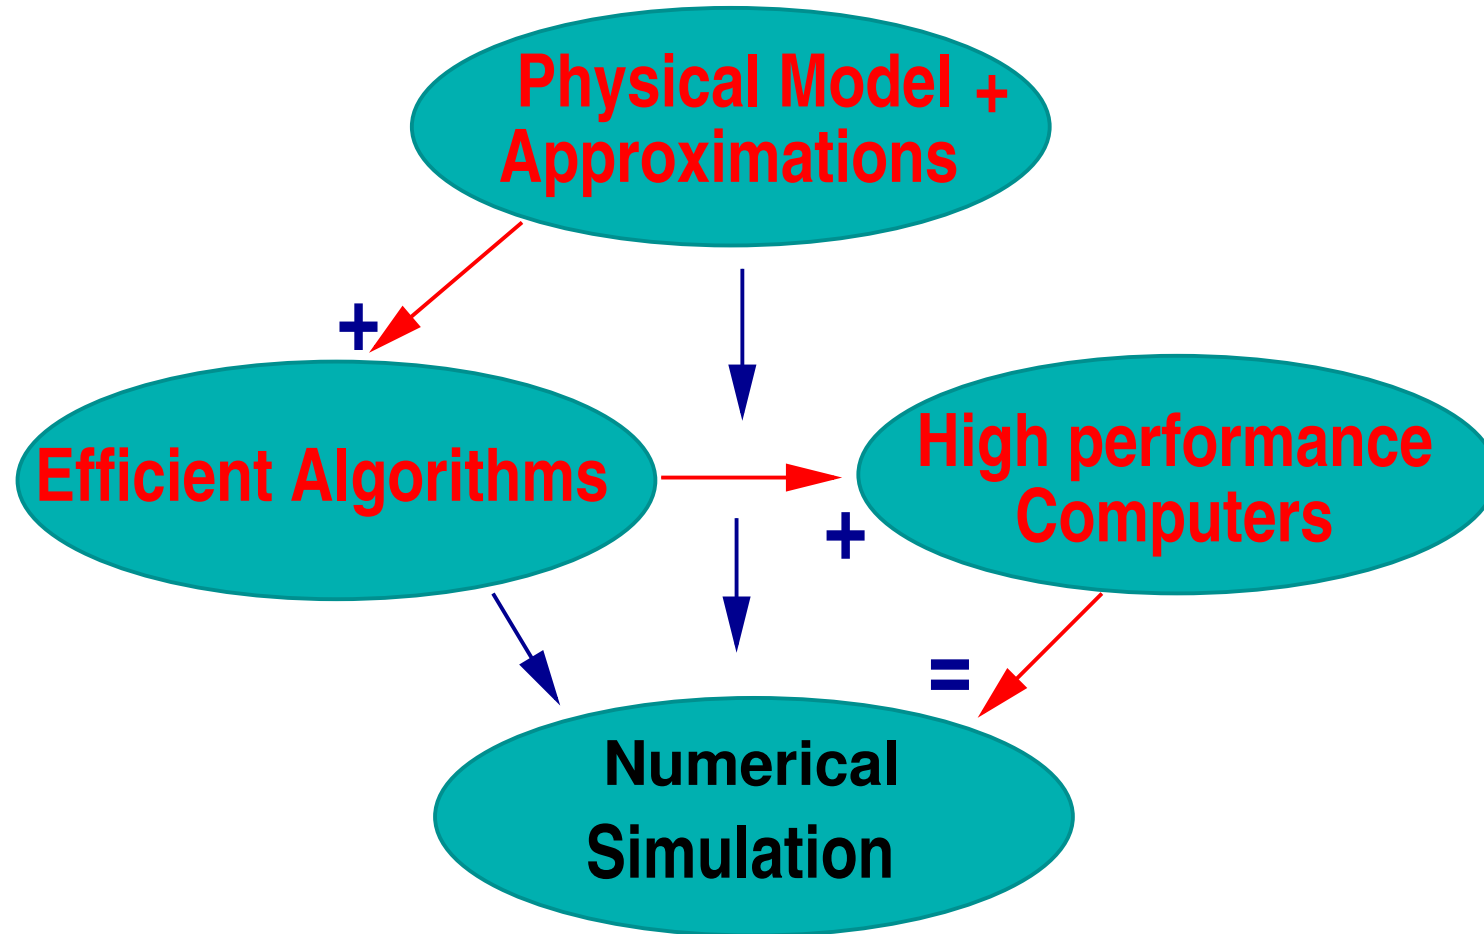 Physical Model +
Approximations
+
Efficient Algorithms
High performance
Computers
+
=
Numerical
Simulation